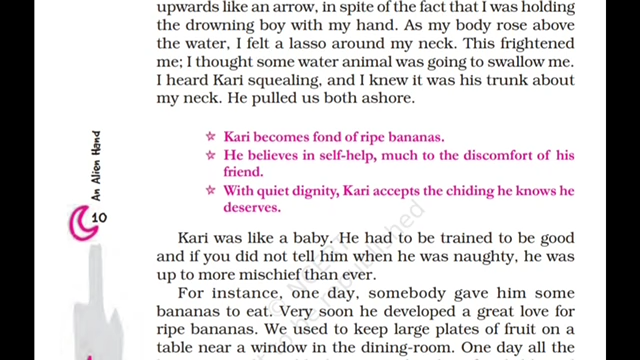 upwards like an arrow, in spite of the fact that I was holding
the drowning boy with my hand. As my body rose above
the water, I felt a lasso around my neck. This frightened
me; I thought some water animal was going to swallow me.
I heard Kari squealing, and I knew it was his trunk about
my neck. He pulled us both ashore.
Kari becomes fond of ripe bananas.
He believes in self-help, much to the discomfort of his
friend.
With quiet dignity, Kari accepts the chiding he knows he
deserves.
An Alien Hand
10
Kari was like a baby. He had to be trained to be good
and if you did not tell him when he was naughty, he was
up to more mischief than ever.
For instance, one day, somebody gave him some
bananas to eat. Very soon he developed a great love for
ripe bananas. We used to keep large plates of fruit on a
table near a window in the dining-room. One day all the